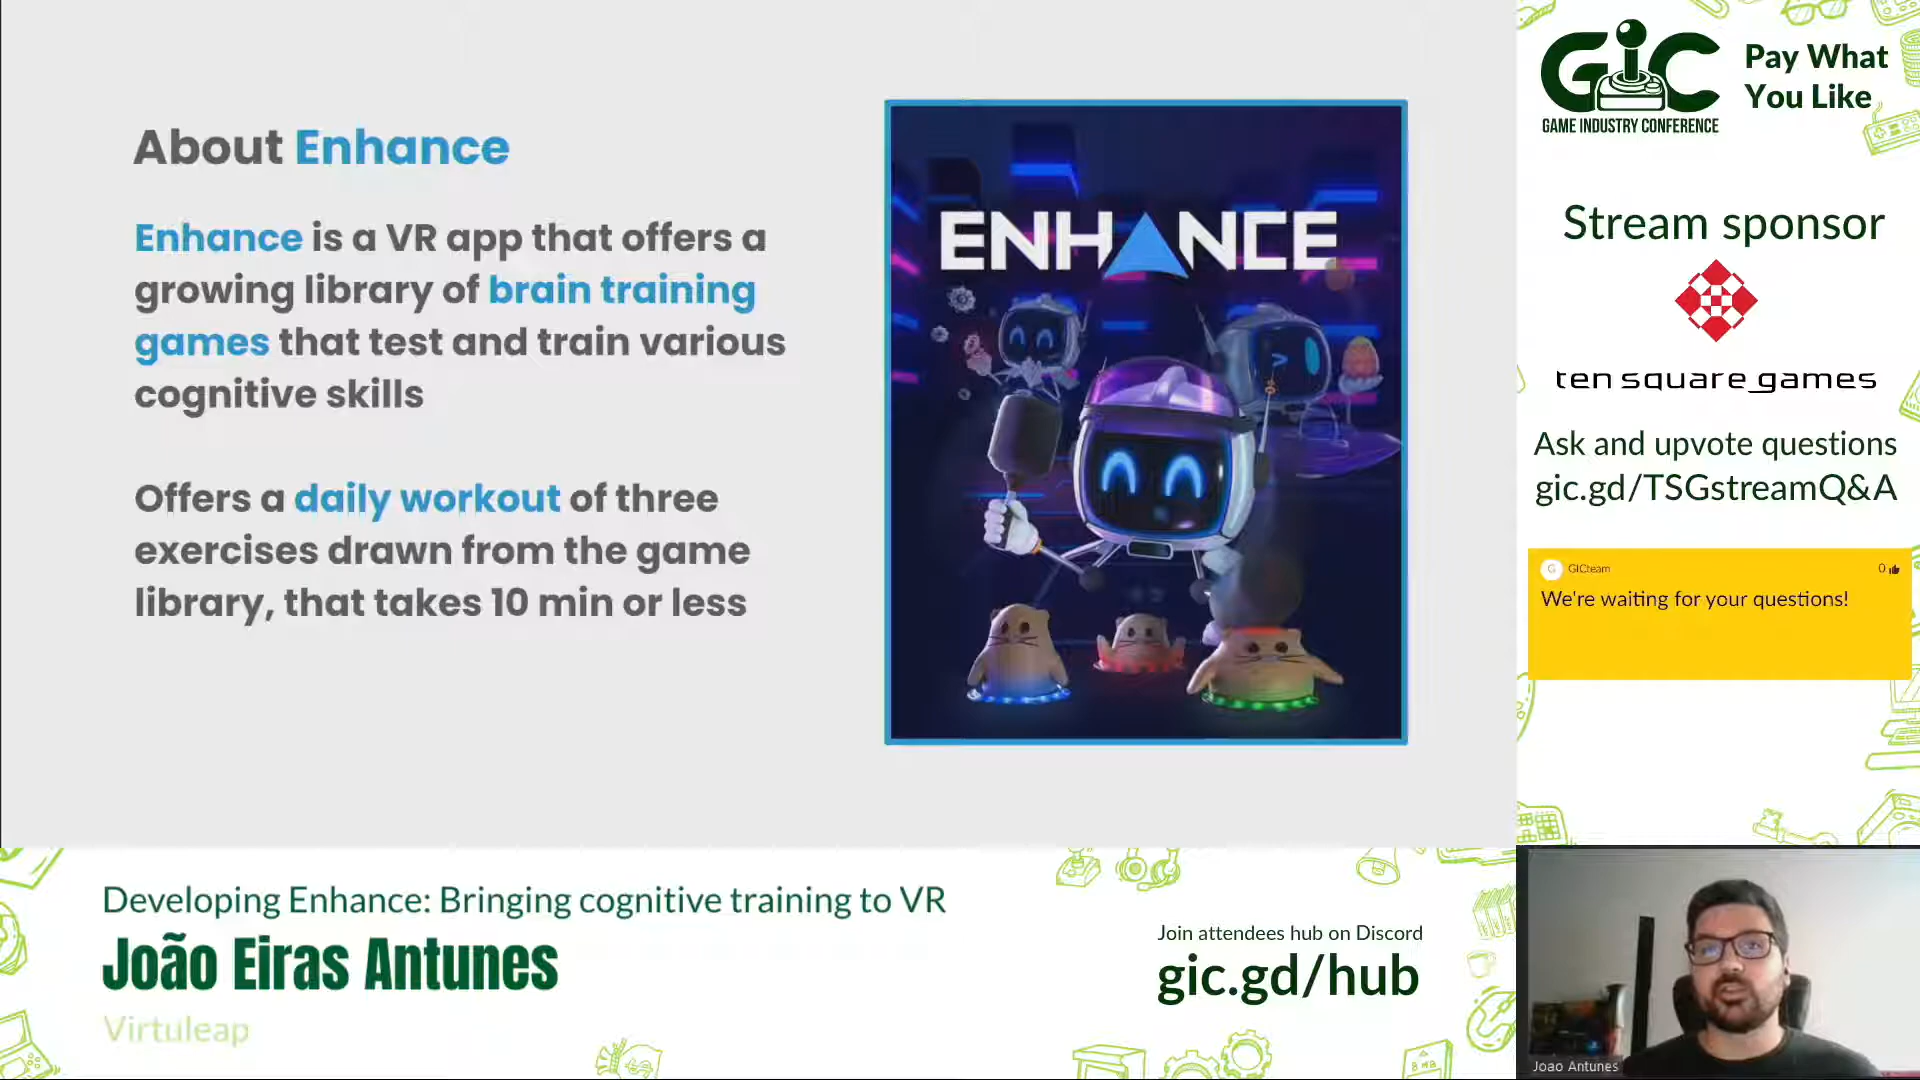 About Enhance
Enhance is a VR app that offers a
growing library of brain training
games that test and train various
cognitive skills
Offers a daily workout of three
exercises drawn from the game
library, that takes 10 min or less
ENHANCE
GIC
GAME INDUSTRY CONFERENCE
Pay What
You Like
Stream sponsor
ten square games
Ask and upvote questions
gic.gd/TSGstreamQ&A
G
GICteam
0
We're waiting for your questions!
Developing Enhance: Bringing cognitive training to VR
João Eiras Antunes
Virtuleap
Join attendees hub on Discord
gic.gd/hub
Joao Antunes